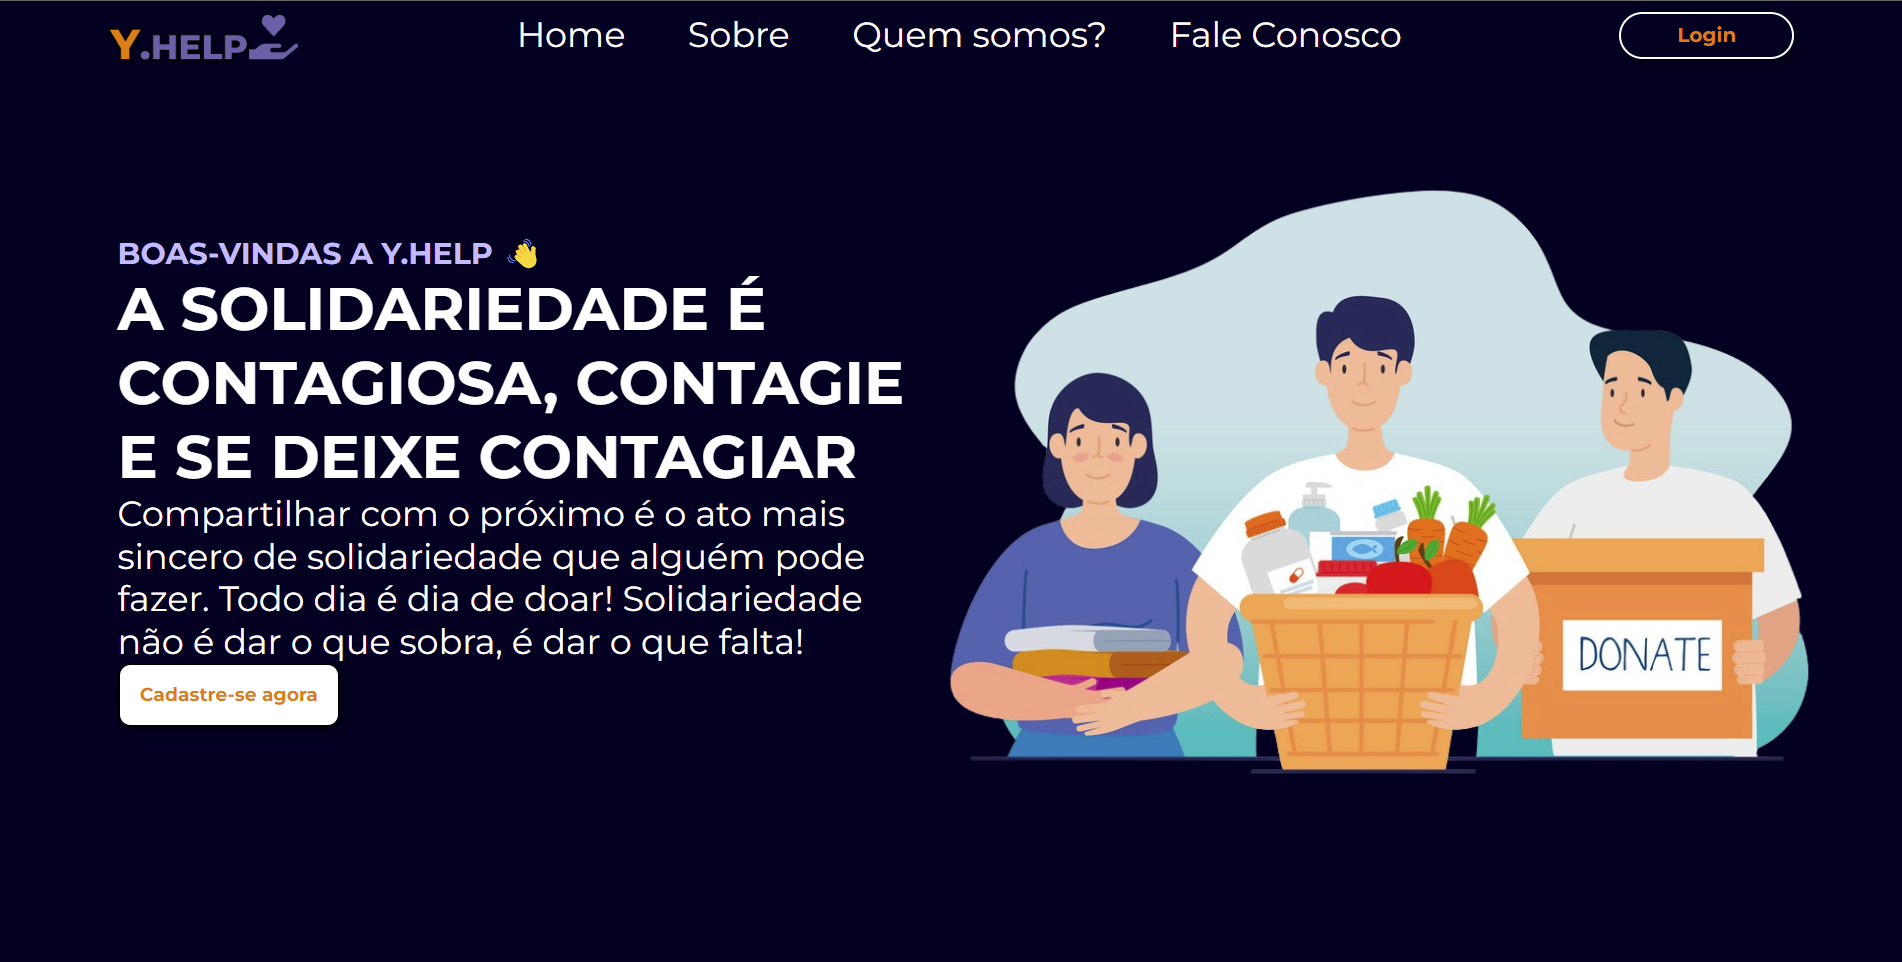 Y.HELP
Home
Sobre
Quem somos?
Fale Conosco
Login
BOAS-VINDAS A Y.HELP 👋
A SOLIDARIEDADE É
CONTAGIOSA, CONTAGIE
E SE DEIXE CONTAGIAR
Compartilhar com o próximo é o ato mais
sincero de solidariedade que alguém pode
fazer. Todo dia é dia de doar! Solidariedade
não é dar o que sobra, é dar o que falta!
Cadastre-se agora
DONATE